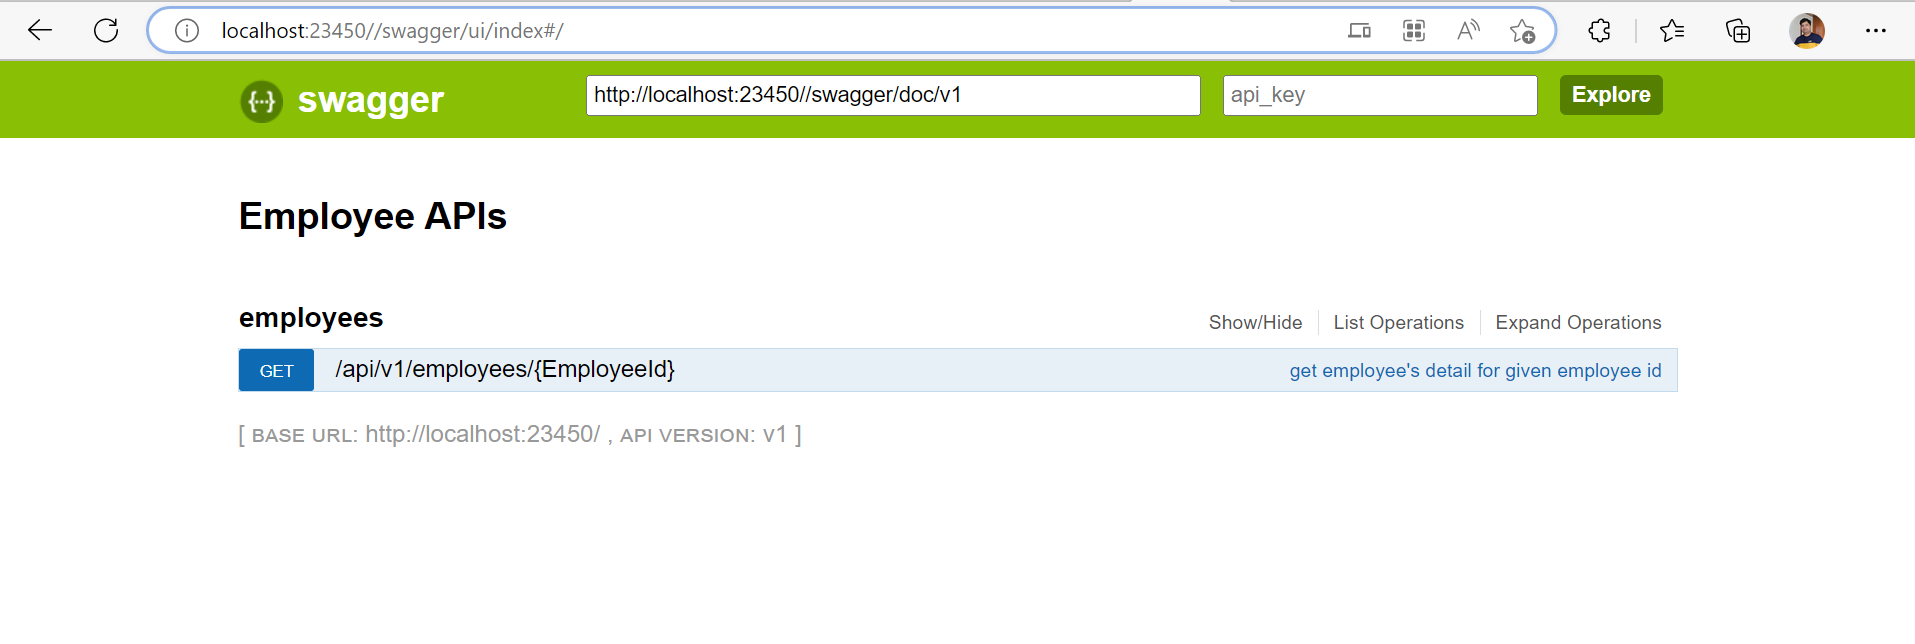 localhost:23450//swagger/ui/index#/
{···} swagger http://localhost:23450//swagger/doc/v1 api_key Explore
Employee APIs
employees Show/Hide List Operations Expand Operations
GET /api/v1/employees/{EmployeeId} get employee's detail for given employee id
[ BASE URL: http://localhost:23450/ , API VERSION: v1 ]